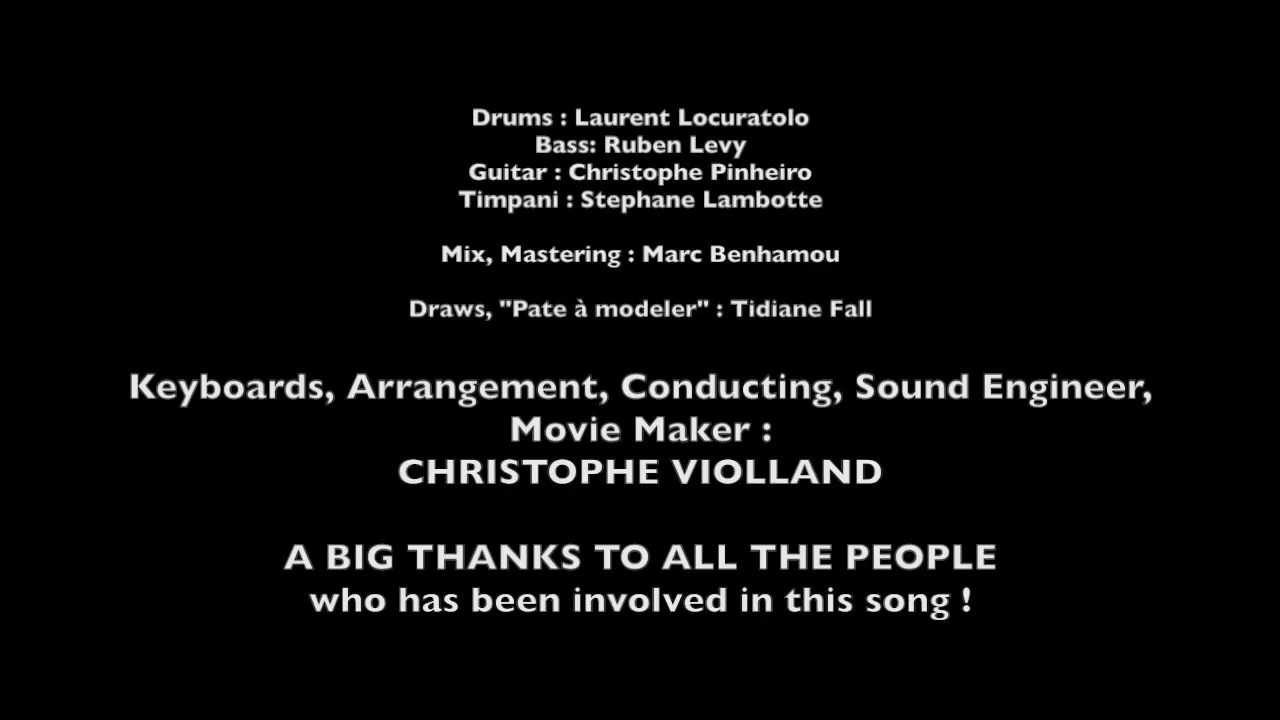 Drums : Laurent Locuratolo
Bass: Ruben Levy
Guitar : Christophe Pinheiro
Timpani : Stephane Lambotte
Mix, Mastering : Marc Benhamou
Draws, "Pate à modeler" : Tidiane Fall
Keyboards, Arrangement, Conducting, Sound Engineer,
Movie Maker :
CHRISTOPHE VIOLLAND
A BIG THANKS TO ALL THE PEOPLE
who has been involved in this song !